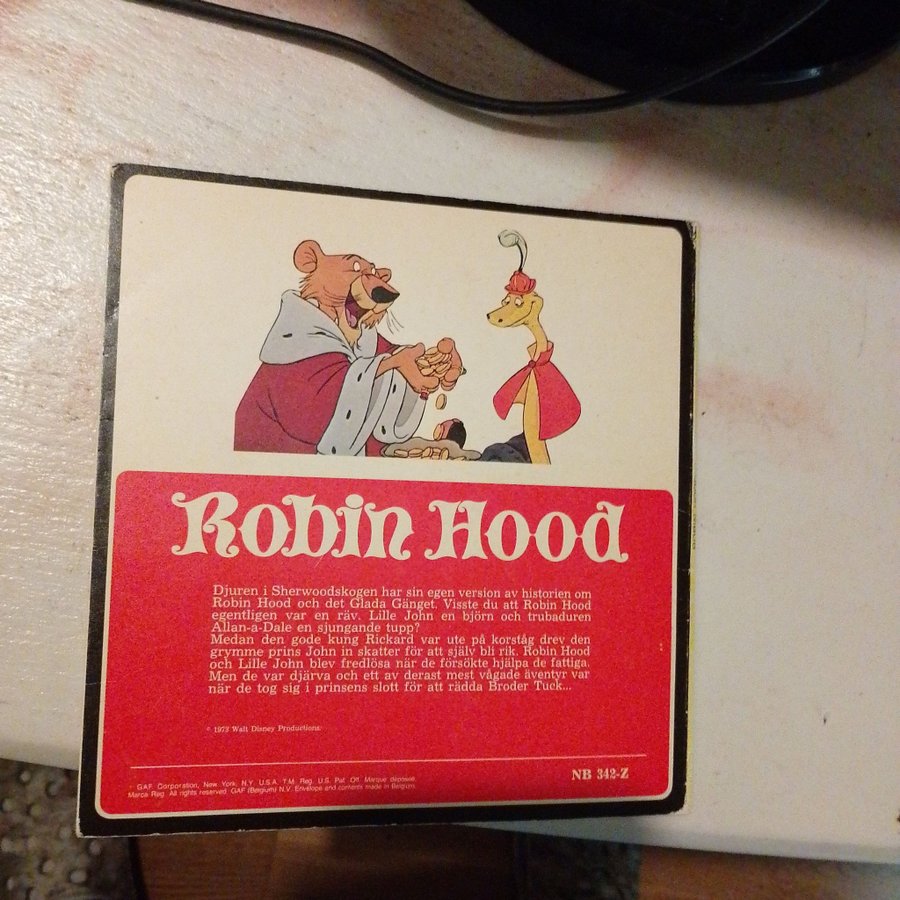 Robin Hood
Djuren i Sherwoodskogen har sin egen version av historien om
Robin Hood och det Glada Gänget. Visste du att Robin Hood
egentligen var en räv. Lille John en björn och trubaduren
Allan-a-Dale en sjungande tupp?
Medan den gode kung Rickard var ute på korståg drev den
grymme prins John in skatter för att själv bli rik. Robin Hood
och Lille John blev fredlösa när de försökte hjälpa de fattiga.
Men de var djärva och ett av derast mest vågade äventyr var
när de tog sig i prinsens slott för att rädda Broder Tuck...
© 1973 Walt Disney Productions.
NB 342-Z
GAF Corporation, New York, N.Y. U.S.A. T.M. Reg. U.S. Pat. Off. Marque déposée.
Marca Reg. All rights reserved. GAF (Belgium) N.V. Envelope and contents made in Belgium.